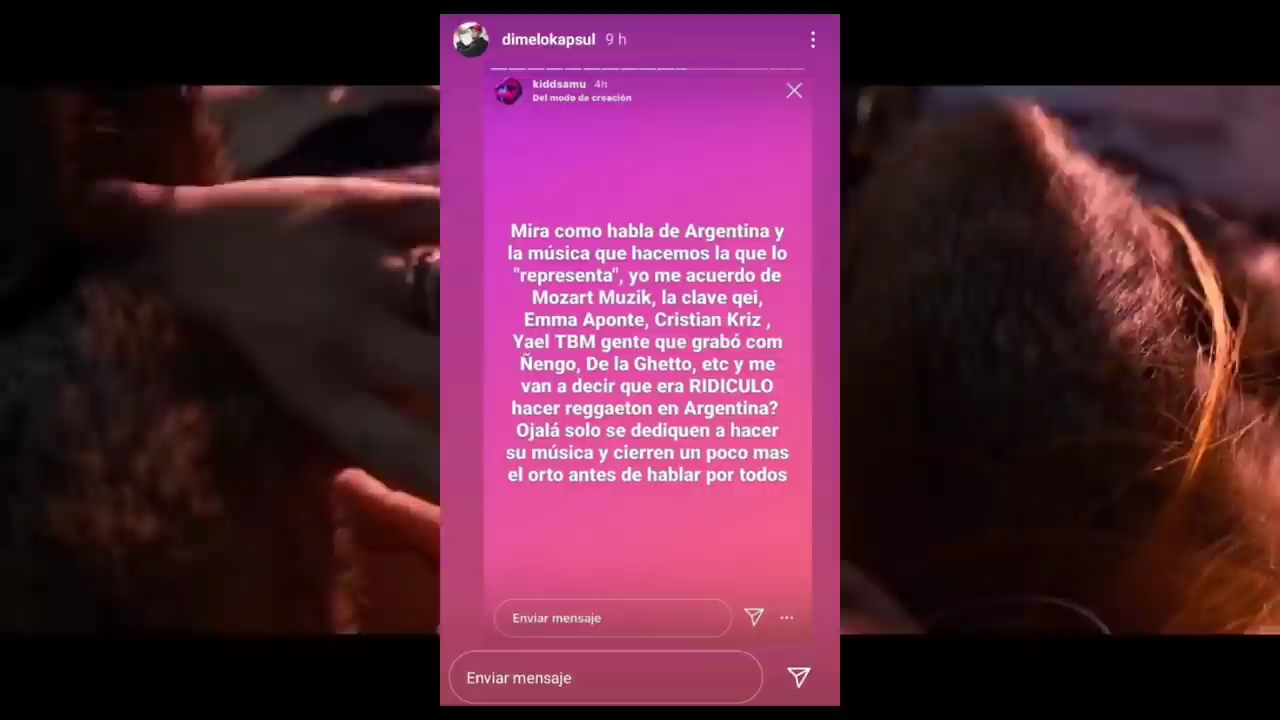 dimelokapsul 9 h
kiddsamu 4h
Del modo de creación
Mira como habla de Argentina y
la música que hacemos la que lo
"representa", yo me acuerdo de
Mozart Muzik, la clave qei,
Emma Aponte, Cristian Kriz ,
Yael TBM gente que grabó com
Ñengo, De la Ghetto, etc y me
van a decir que era RIDICULO
hacer reggaeton en Argentina?
Ojalá solo se dediquen a hacer
su música y cierren un poco mas
el orto antes de hablar por todos
Enviar mensaje
Enviar mensaje